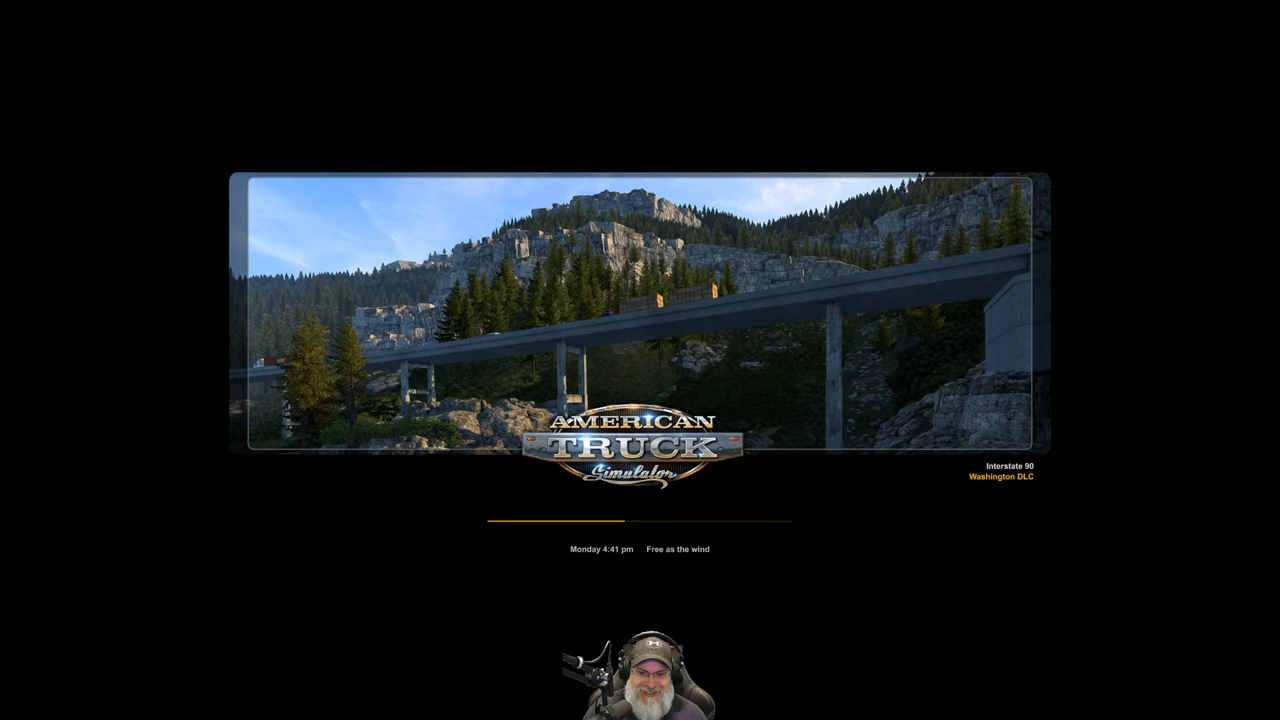 AMERICAN
TRUCK
Simulator
Interstate 90
Washington DLC
Monday 4:41 pm Free as the wind